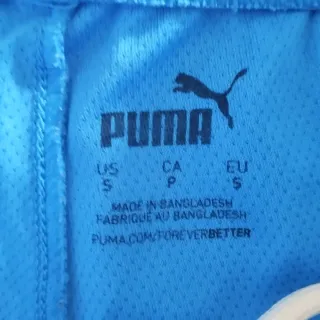 PUMA
US CA EU
S P S
MADE IN BANGLADESH
FABRIQUÉ AU BANGLADESH
PUMA.COM/FOREVERBETTER